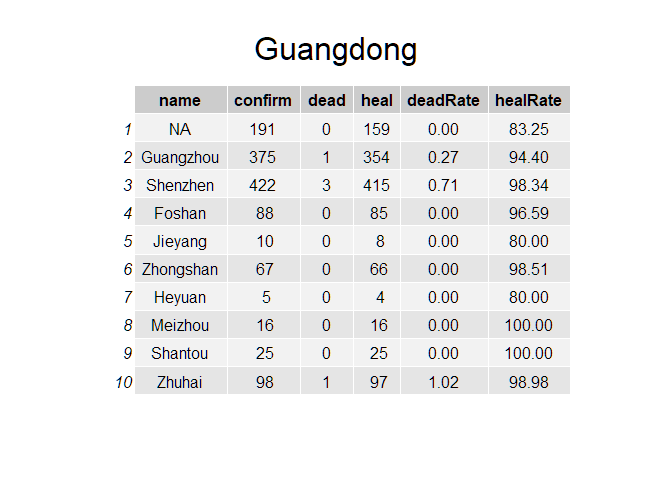 Guangdong
name confirm dead heal deadRate healRate
1 NA 191 0 159 0.00 83.25
2 Guangzhou 375 1 354 0.27 94.40
3 Shenzhen 422 3 415 0.71 98.34
4 Foshan 88 0 85 0.00 96.59
5 Jieyang 10 0 8 0.00 80.00
6 Zhongshan 67 0 66 0.00 98.51
7 Heyuan 5 0 4 0.00 80.00
8 Meizhou 16 0 16 0.00 100.00
9 Shantou 25 0 25 0.00 100.00
10 Zhuhai 98 1 97 1.02 98.98